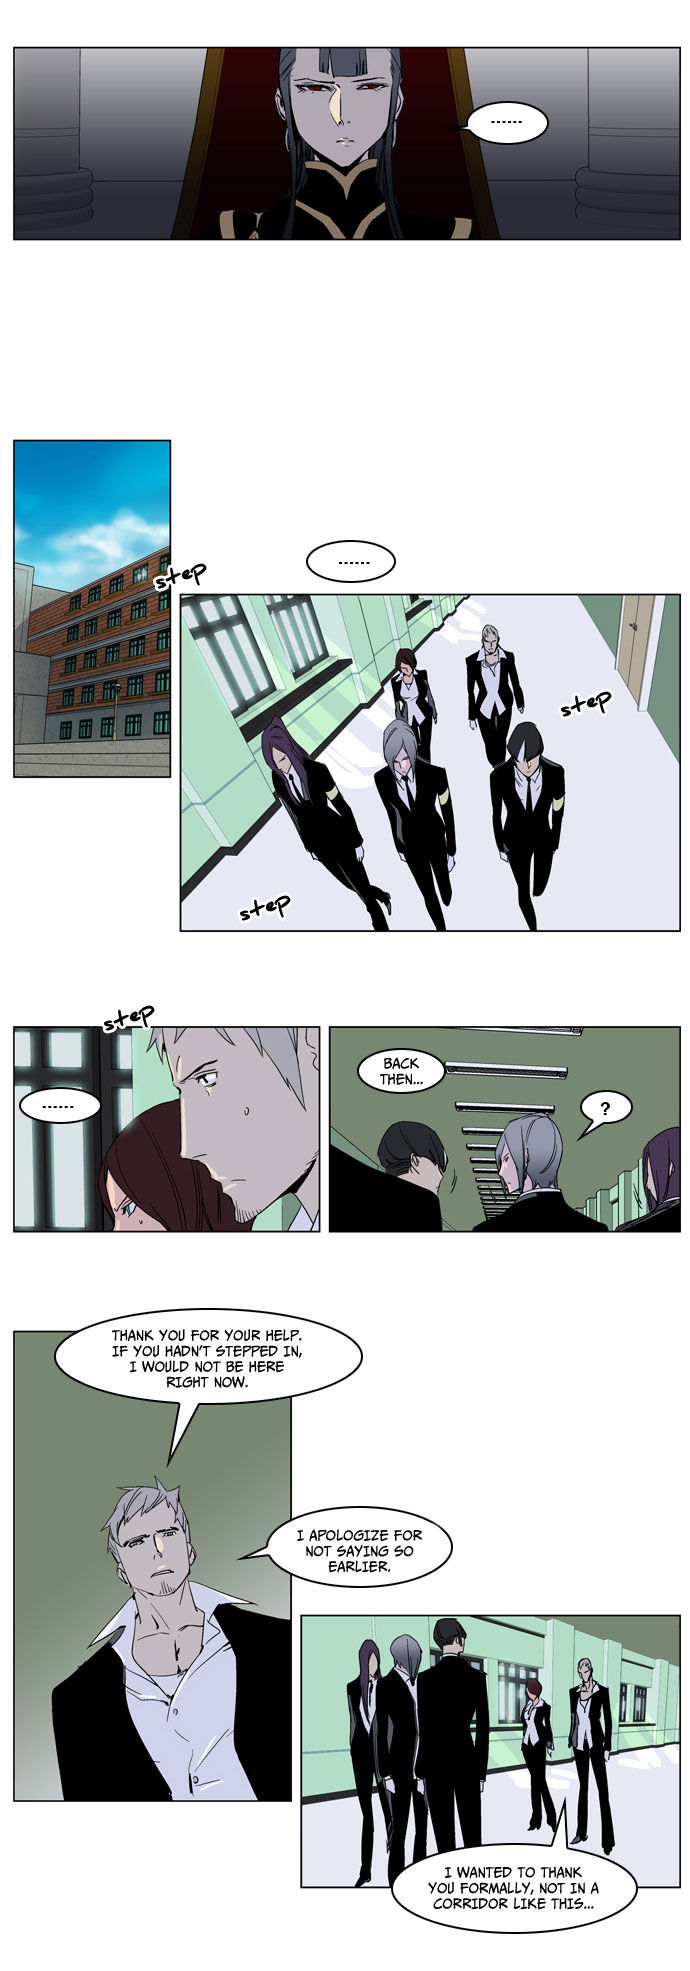 ------
step
------
step
step
step
------
BACK
THEN...
?
THANK YOU FOR YOUR HELP.
IF YOU HADN'T STEPPED IN,
I WOULD NOT BE HERE
RIGHT NOW.
I APOLOGIZE FOR
NOT SAYING SO
EARLIER.
I WANTED TO THANK
YOU FORMALLY, NOT IN A
CORRIDOR LIKE THIS...